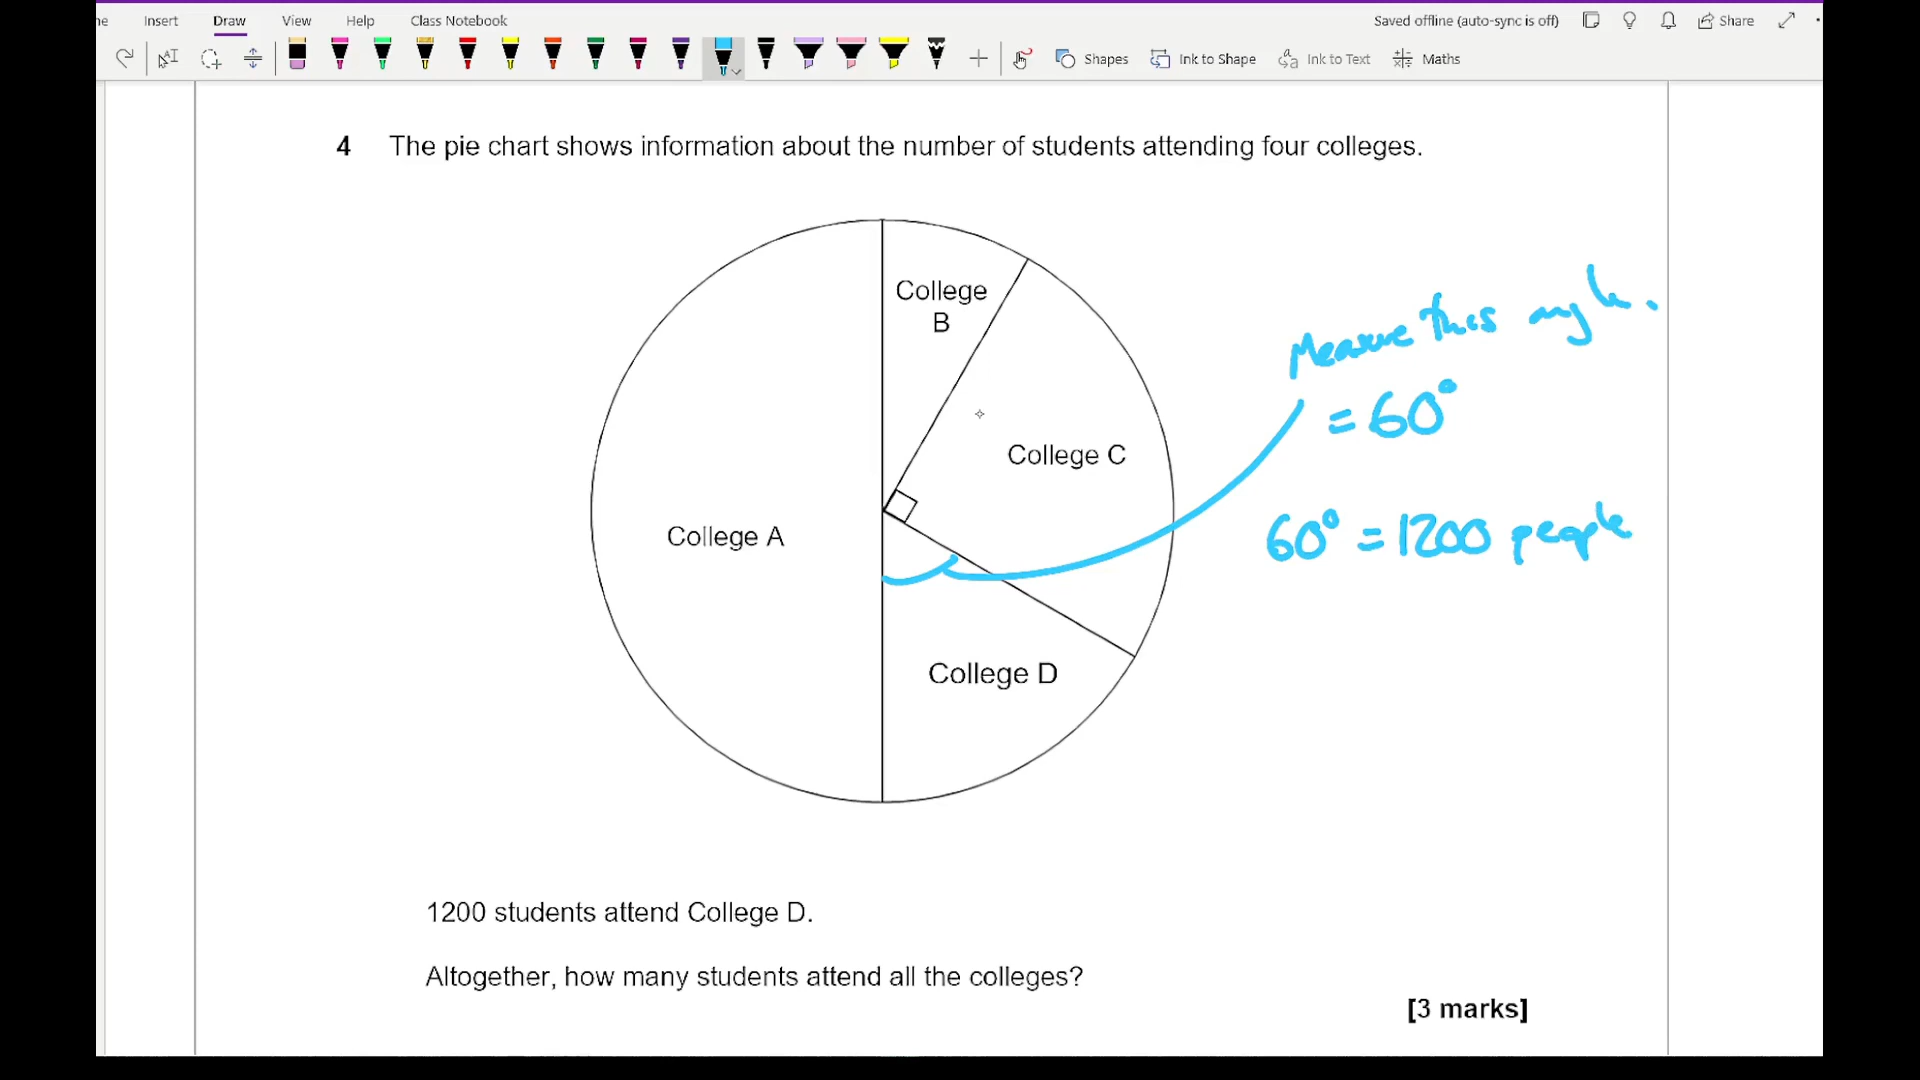 Insert Draw View Help Class Notebook Saved offline (auto-sync is off) Share
Shapes Ink to Shape Ink to Text Maths
4 The pie chart shows information about the number of students attending four colleges.
College
B
Measure this angle.
= 60°
College C
60° = 1200 people
College A
College D
1200 students attend College D.
Altogether, how many students attend all the colleges?
[3 marks]